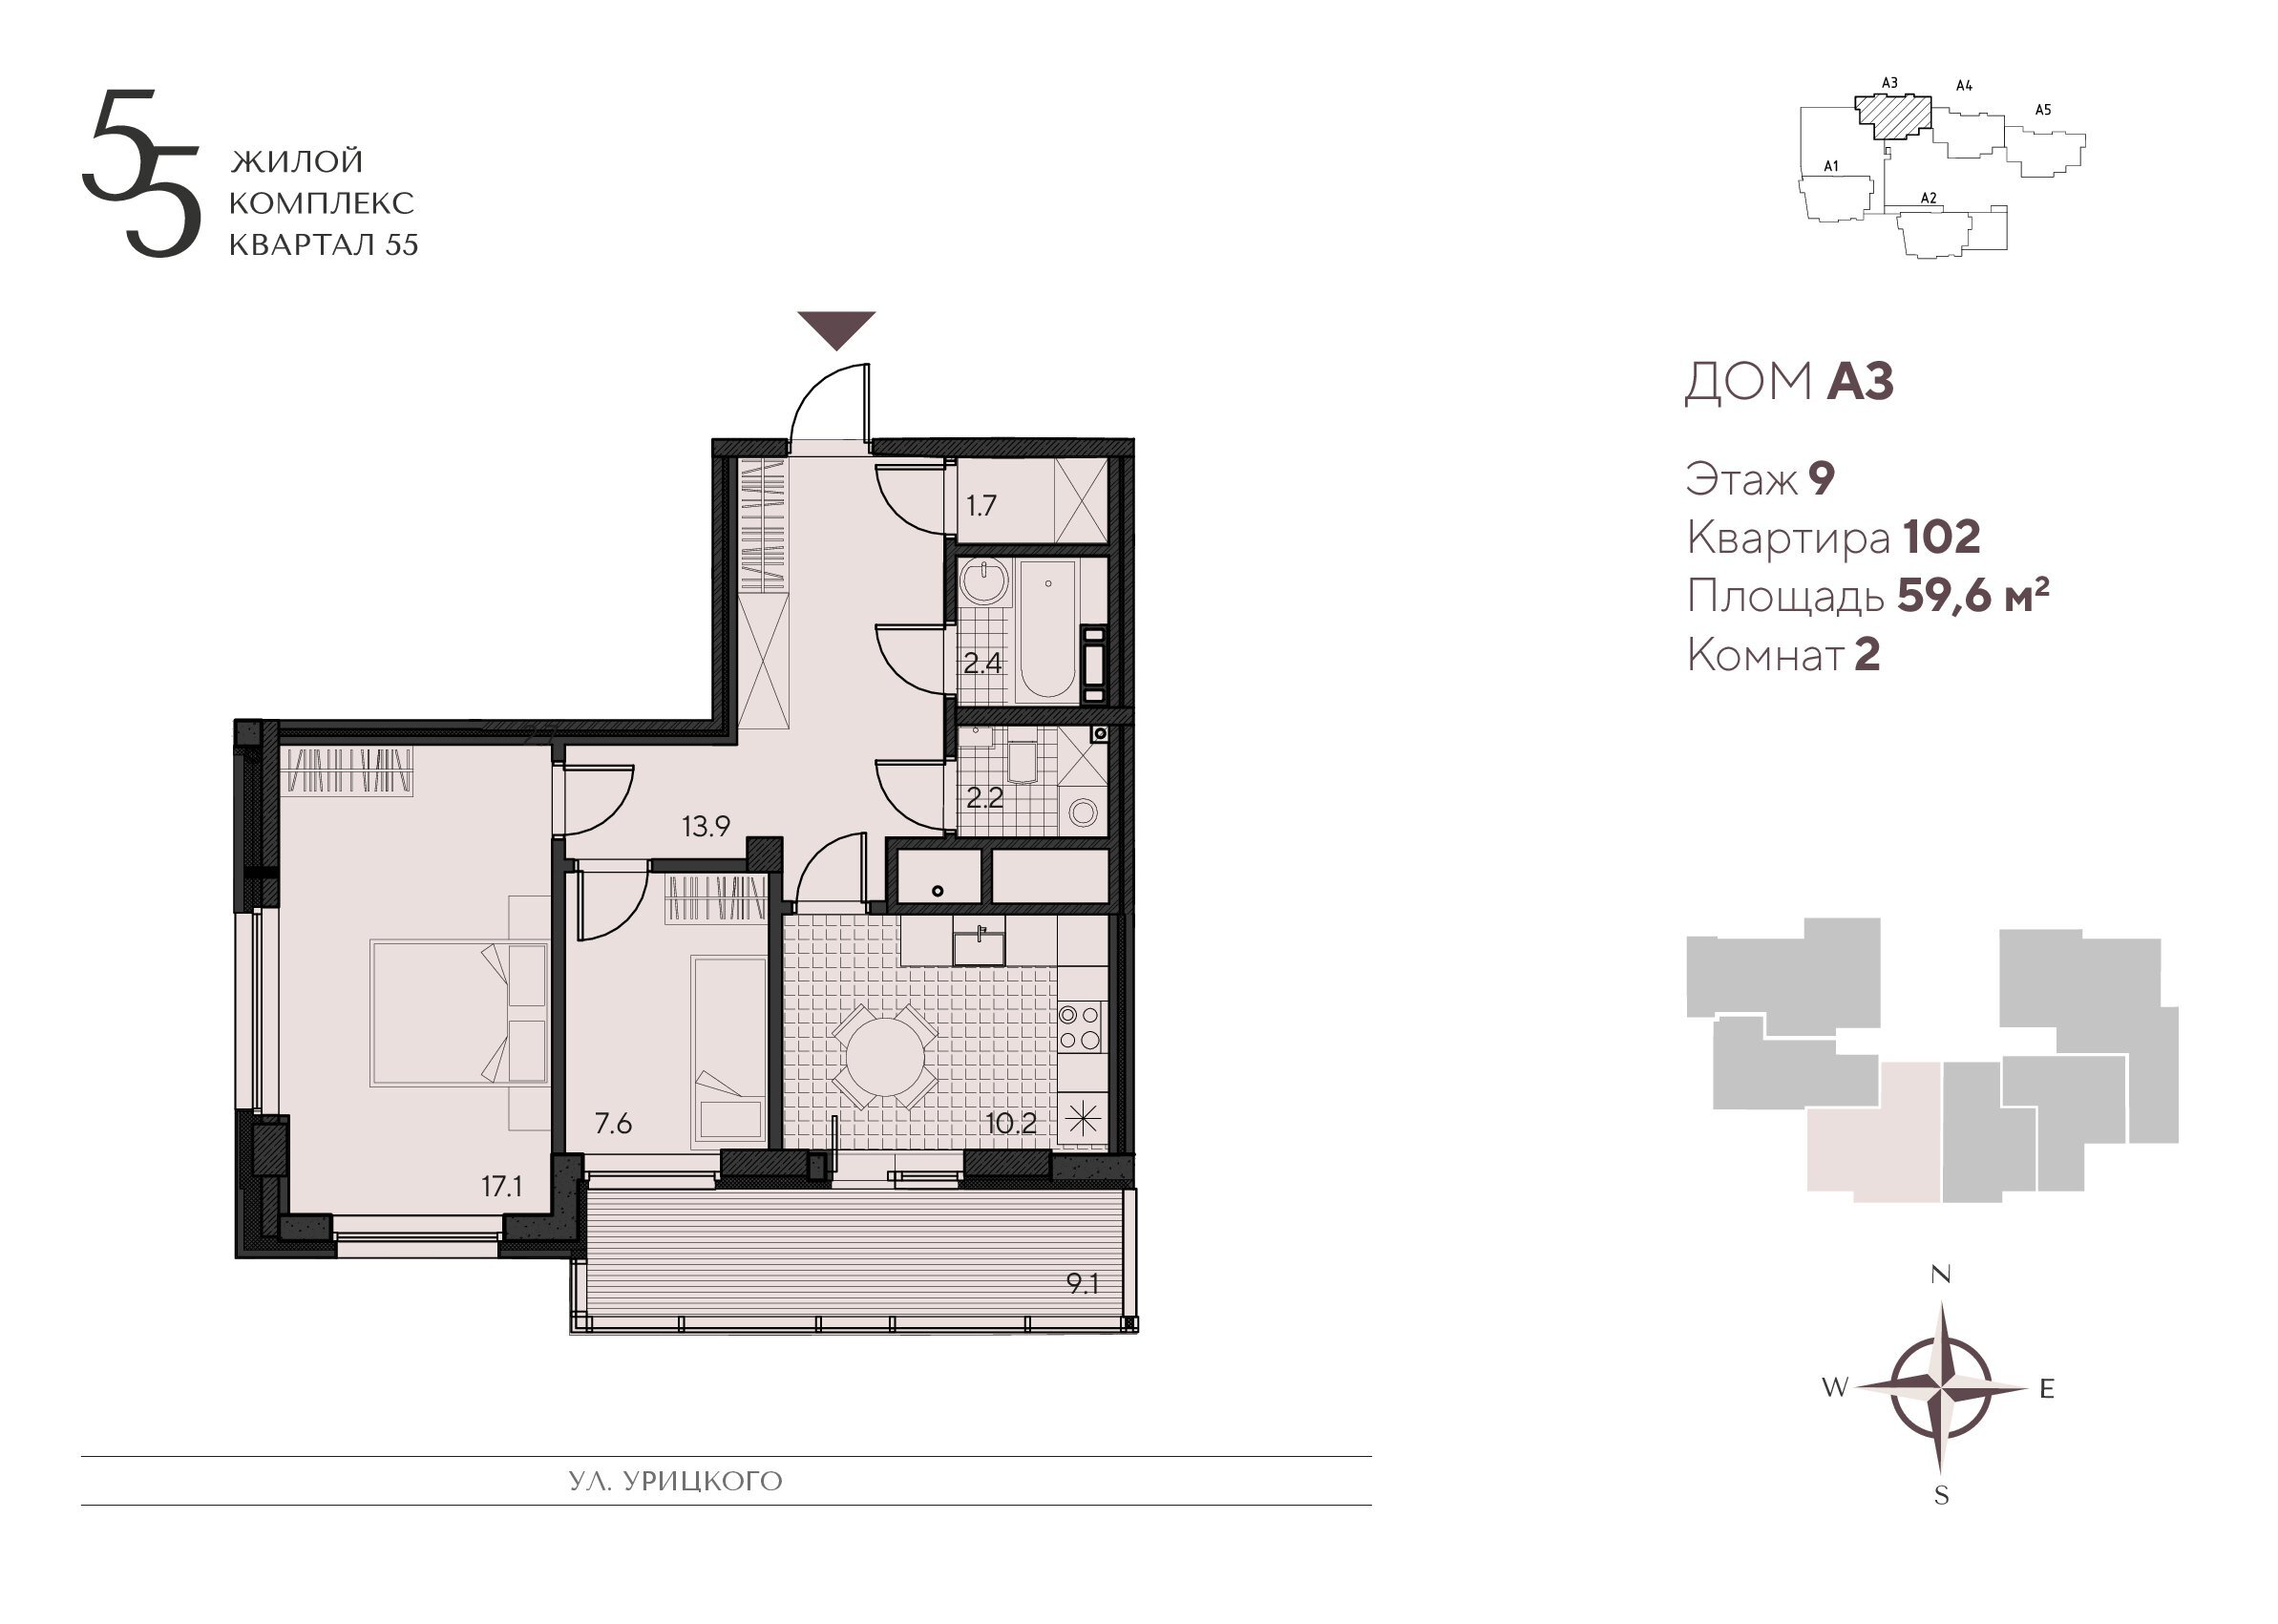 55
ЖИЛОЙ
КОМПЛЕКС
КВАРТАЛ 55
A3
A4
A5
A1
A2
ДОМ А3
Этаж 9
Квартира 102
Площадь 59,6 м²
Комнат 2
1.7
2.4
2.2
13.9
7.6
10.2
17.1
9.1
N
W
E
S
УЛ. УРИЦКОГО